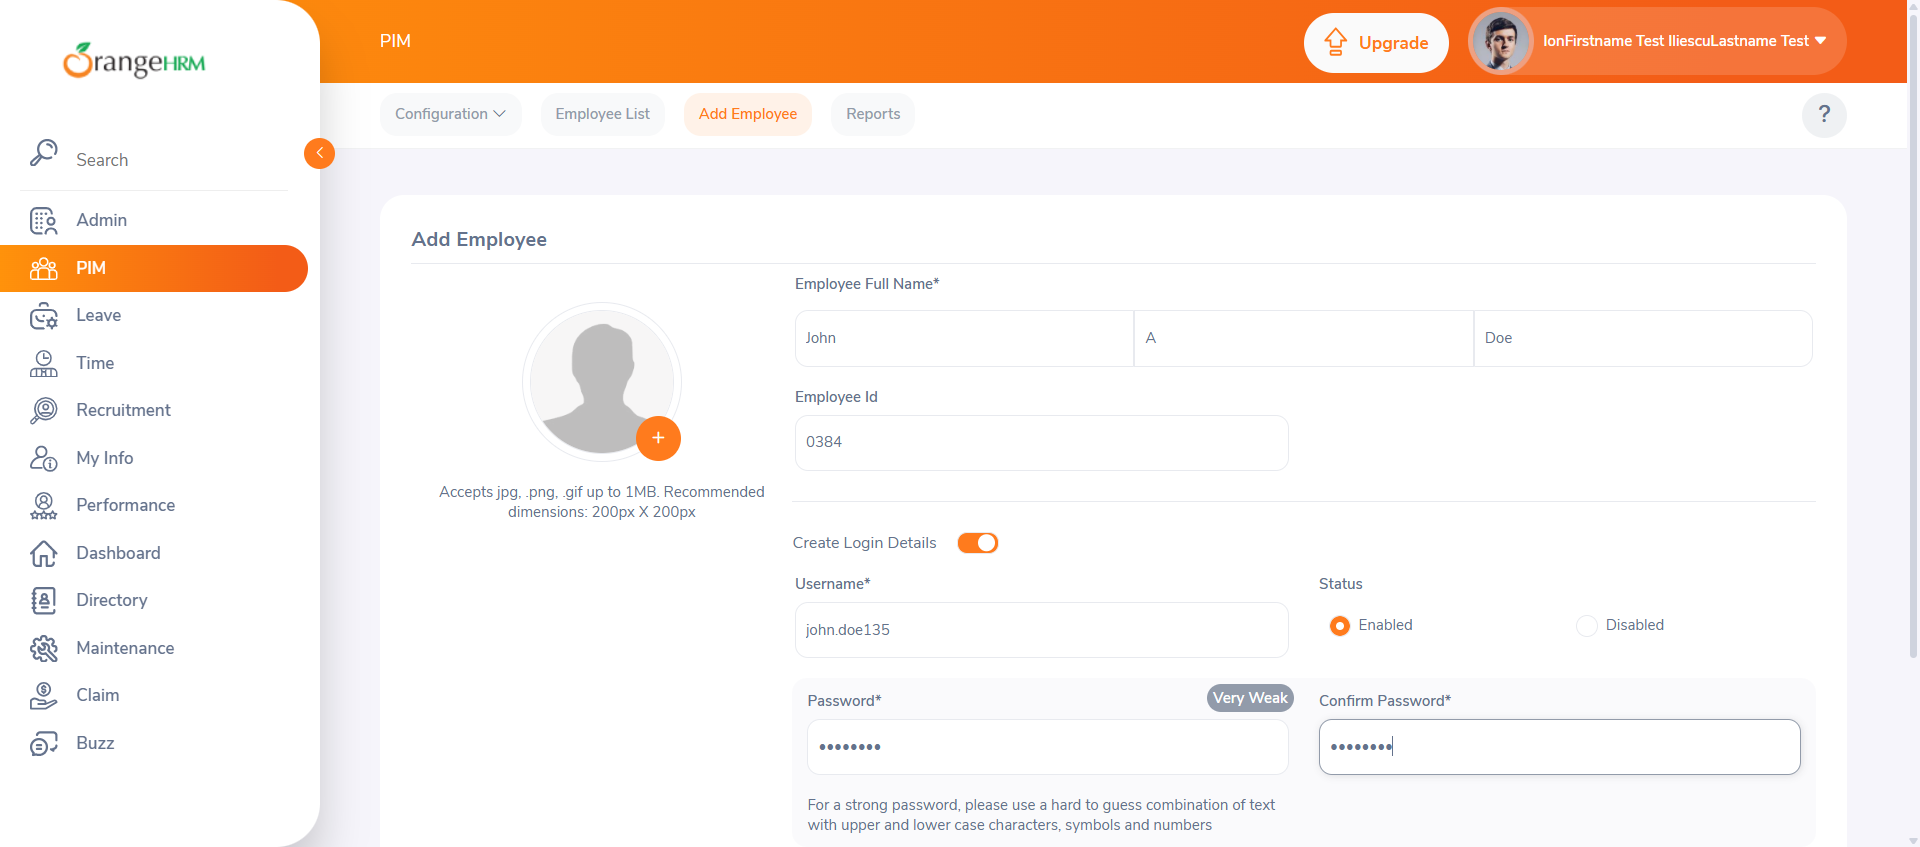 OrangeHRM
PIM
Upgrade
IonFirstname Test IliescuLastname Test
Configuration
Employee List
Add Employee
Reports
?
Search
Admin
PIM
Leave
Time
Recruitment
My Info
Performance
Dashboard
Directory
Maintenance
Claim
Buzz
Add Employee
Accepts jpg, .png, .gif up to 1MB. Recommended
dimensions: 200px X 200px
Employee Full Name*
John A Doe
Employee Id
0384
Create Login Details
Username*
john.doe135
Status
Enabled Disabled
Password*
Very Weak
••••••••
For a strong password, please use a hard to guess combination of text
with upper and lower case characters, symbols and numbers
Confirm Password*
••••••••